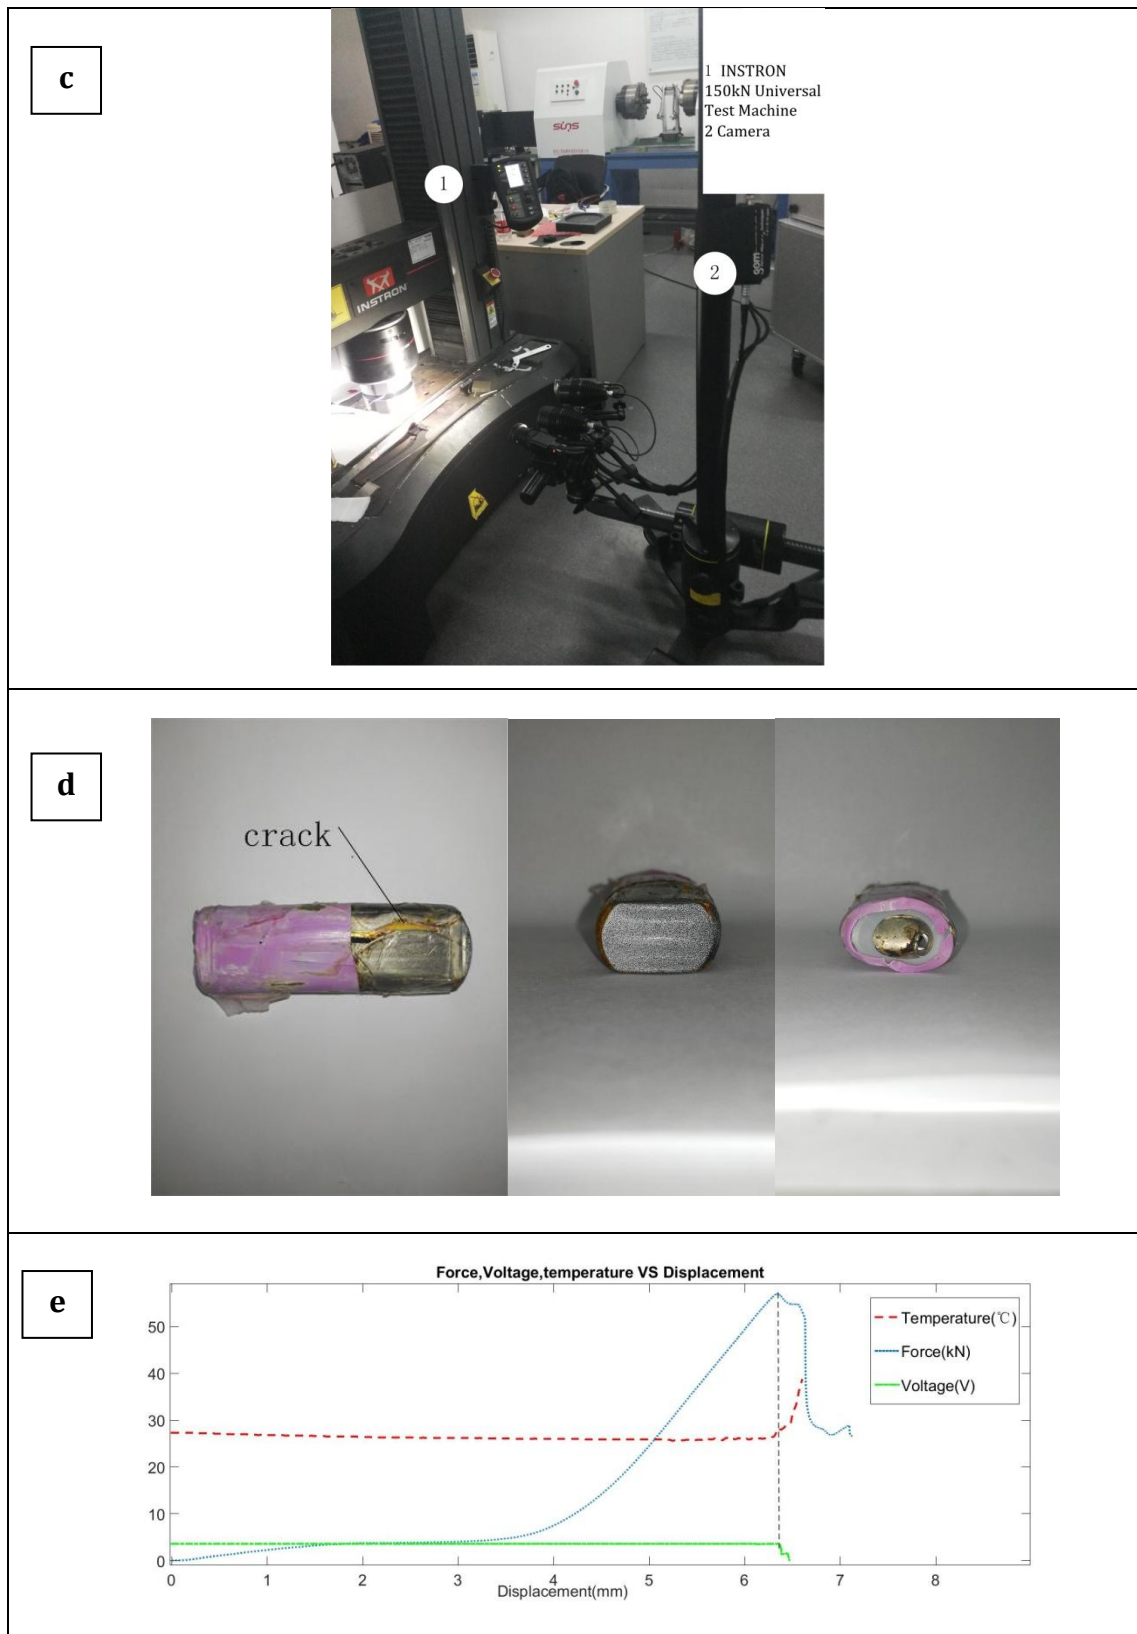 c
1 INSTRON
150kN Universal
Test Machine
2 Camera
sins
1
2
gom
INSTRON
d
crack
e
Force,Voltage,temperature VS Displacement
50
40
30
20
10
0
Temperature(℃)
Force(kN)
Voltage(V)
0 1 2 3 4 5 6 7 8
Displacement(mm)